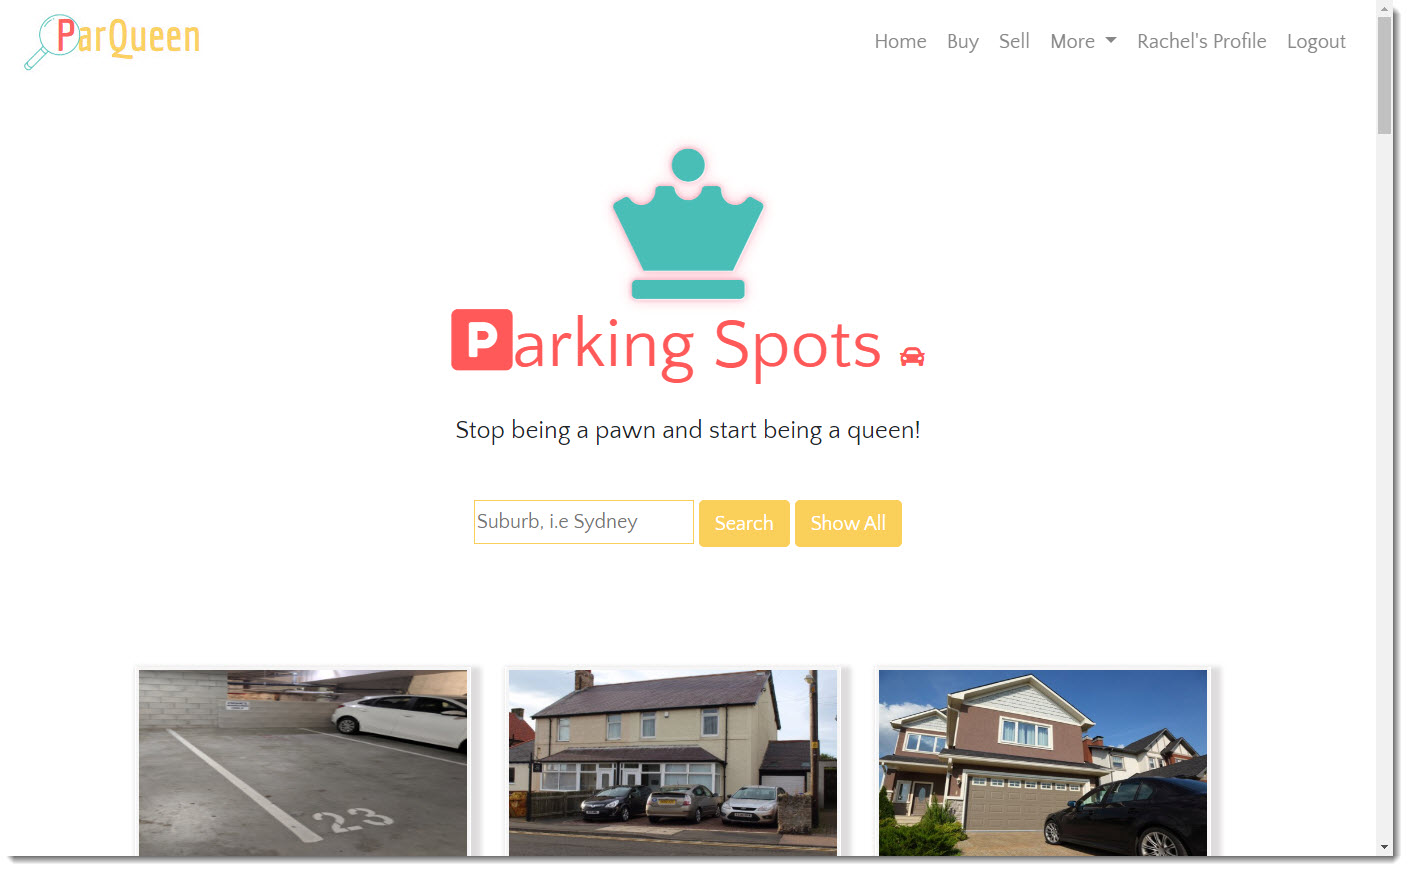 ParQueen
Home Buy Sell More Rachel's Profile Logout
Parking Spots
Stop being a pawn and start being a queen!
Suburb, i.e Sydney Search Show All
23